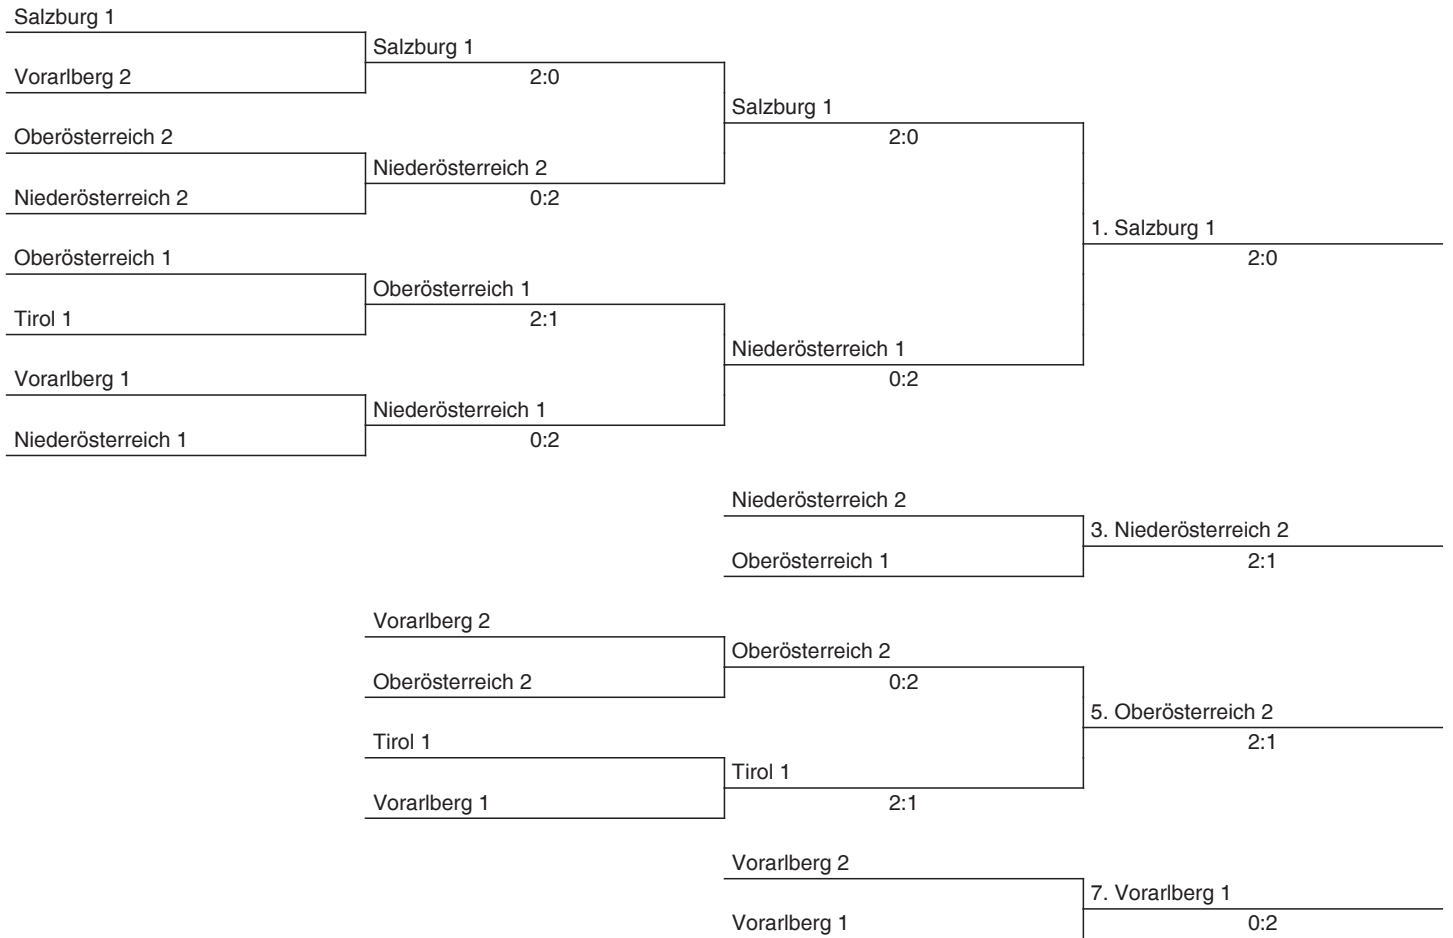 Salzburg 1
Salzburg 1
Vorarlberg 2
2:0
Salzburg 1
Oberösterreich 2
2:0
Niederösterreich 2
Niederösterreich 2
0:2
1. Salzburg 1
Oberösterreich 1
2:0
Oberösterreich 1
Tirol 1
2:1
Niederösterreich 1
Vorarlberg 1
0:2
Niederösterreich 1
Niederösterreich 1
0:2
Niederösterreich 2
3. Niederösterreich 2
Oberösterreich 1
2:1
Vorarlberg 2
Oberösterreich 2
Oberösterreich 2
0:2
5. Oberösterreich 2
Tirol 1
2:1
Tirol 1
Vorarlberg 1
2:1
Vorarlberg 2
7. Vorarlberg 1
Vorarlberg 1
0:2